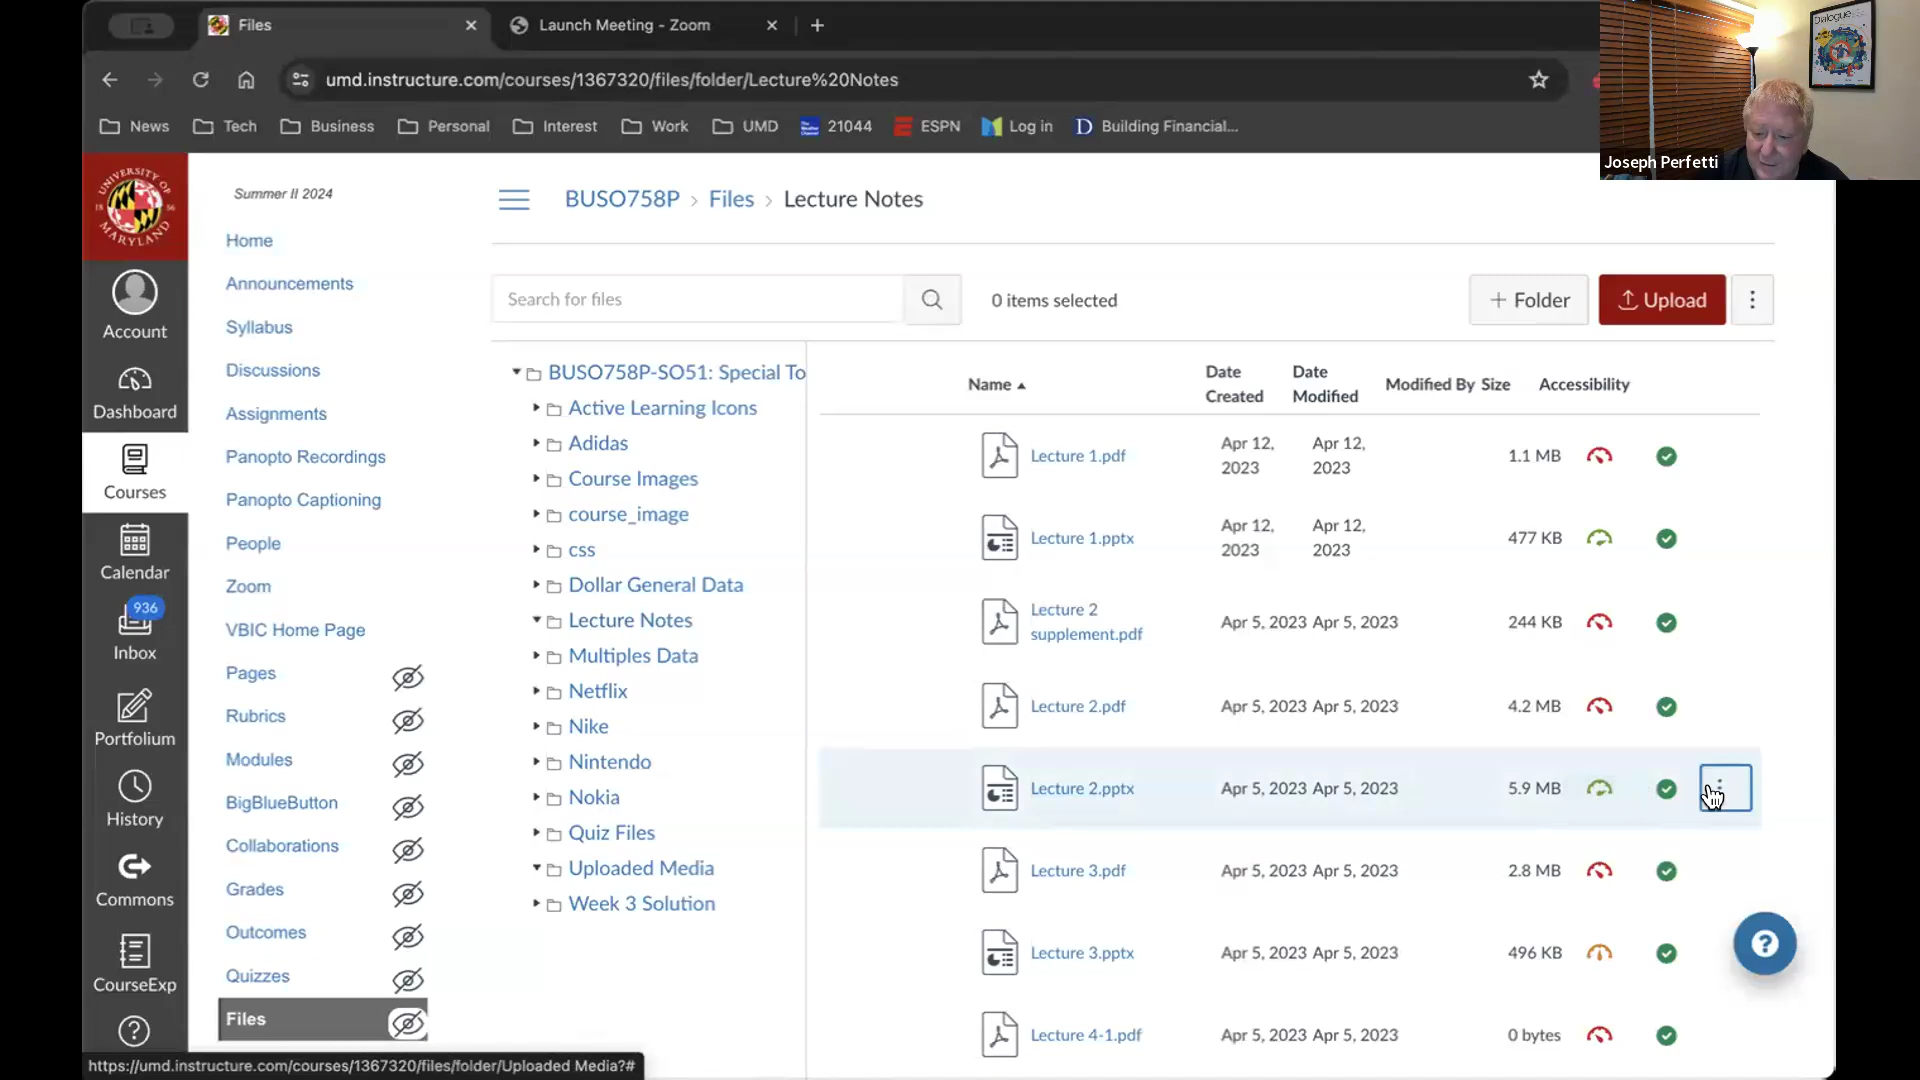 Files
Launch Meeting - Zoom
umd.instructure.com/courses/1367320/files/folder/Lecture%20Notes
News
Tech
Business
Personal
Interest
Work
UMD
21044
ESPN
Log in
Building Financial...
Dialogue
Joseph Perfetti
UNIVERSITY OF
18 56
MARYLAND
Account
Dashboard
Courses
Calendar
936
Inbox
Portfolium
History
Commons
CourseExp
Summer II 2024
Home
Announcements
Syllabus
Discussions
Assignments
Panopto Recordings
Panopto Captioning
People
Zoom
VBIC Home Page
Pages
Rubrics
Modules
BigBlueButton
Collaborations
Grades
Outcomes
Quizzes
Files
BUSO758P › Files › Lecture Notes
Search for files
0 items selected
+ Folder
Upload
BUSO758P-SO51: Special To
Active Learning Icons
Adidas
Course Images
course_image
css
Dollar General Data
Lecture Notes
Multiples Data
Netflix
Nike
Nintendo
Nokia
Quiz Files
Uploaded Media
Week 3 Solution
Name Date Created Date Modified Modified By Size Accessibility
Lecture 1.pdf Apr 12, 2023 Apr 12, 2023 1.1 MB
Lecture 1.pptx Apr 12, 2023 Apr 12, 2023 477 KB
Lecture 2 supplement.pdf Apr 5, 2023 Apr 5, 2023 244 KB
Lecture 2.pdf Apr 5, 2023 Apr 5, 2023 4.2 MB
Lecture 2.pptx Apr 5, 2023 Apr 5, 2023 5.9 MB
Lecture 3.pdf Apr 5, 2023 Apr 5, 2023 2.8 MB
Lecture 3.pptx Apr 5, 2023 Apr 5, 2023 496 KB
Lecture 4-1.pdf Apr 5, 2023 Apr 5, 2023 0 bytes
https://umd.instructure.com/courses/1367320/files/folder/Uploaded Media?#